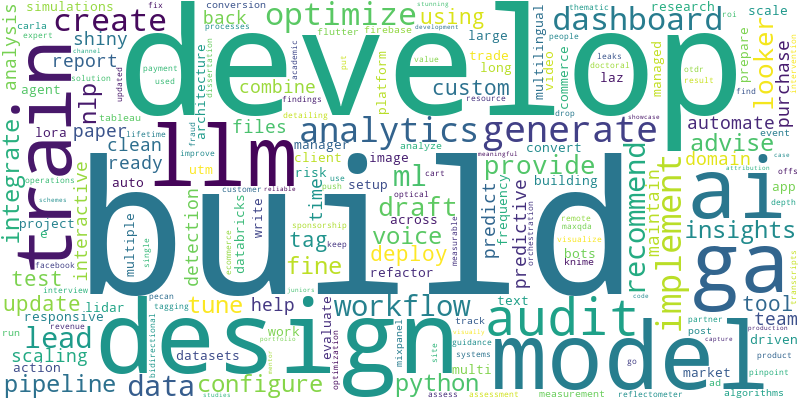 simulations
conversion
fix
back
using
research
thematic
roi
carla
expert
create
optimize
dashboard
scale
analysis
shiny
develop
flutter
firebase
large
people
stunning
report
updated
channel
payment
used
architecture
dissertation
academic
processes
development
put
value
trade
long
platform
multilingual
video
commerce
leaks
doctoral
laz
drop
otdr
result
managed
looker
prepare
purchase
find
intervention
agent
combine
custom
train
nlp
tableau
solution
findings
resource
detailing
showcase
integrate
lora
paper
files
analytics
generate
automate
event
clean
lifetime
llm
manager
analyze
meaningful
convert
advise
case
ready
fraud
improve
client
image
cart
risk
ml
provide
domain
offs
attribution
auto
utm
use
push
optical
setup
building
recommend
ai
app
depth
operations
customer
reliable
time
build
draft
predict
frequency
remote
maxqda
schemes
multiple
single
databricks
write
across
measurable
orchestration
visualize
implement
maintain
insights
project
e
interactive
detection
ecommerce
sponsorship
keep
tag
voice
predictive
facebook
deploy
bots
knime
ga
transcripts
test
interview
juniors
fine
refactor
code
update
lidar
pecan
tagging
tune
help
workflow
text
audit
tool
responsive
bidirectional
revenue
portfolio
mentor
evaluate
optimization
mixpanel
track
guidance
partner
production
team
run
lead
design
visually
work
site
systems
post
capture
driven
scaling
action
datasets
model
go
market
product
pipeline
data
configure
python
multi
measurement
ad
pinpoint
studies
assess
assessment
reflectometer
algorithms